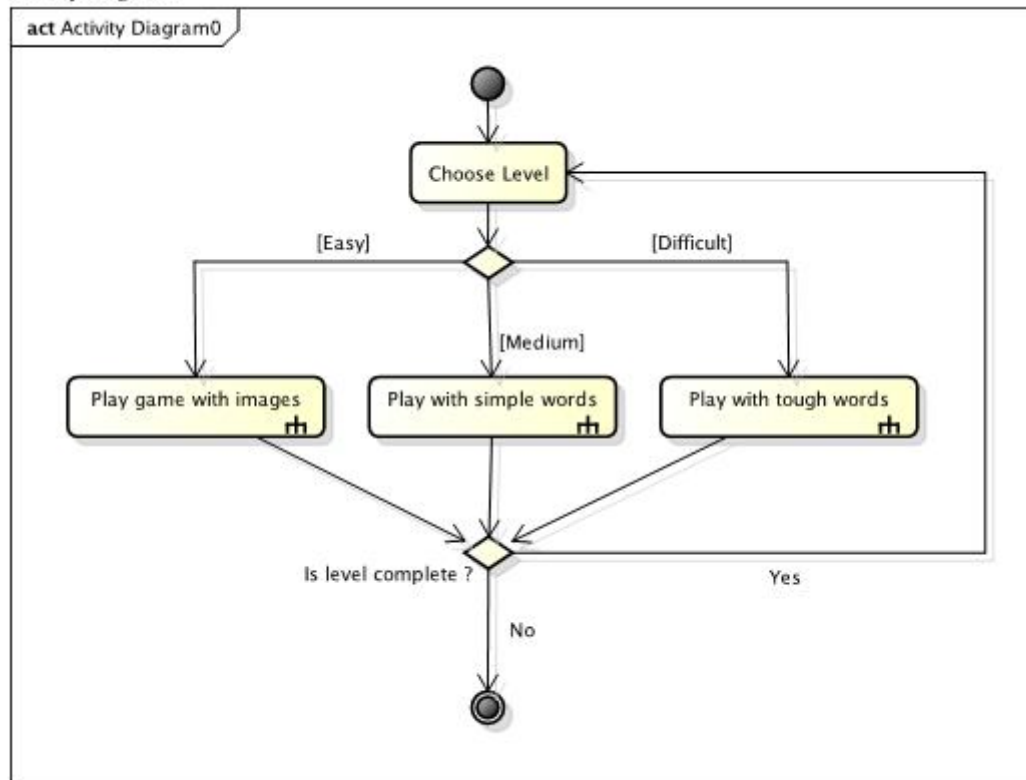 act Activity Diagram0
Choose Level
[Easy]
[Difficult]
[Medium]
Play game with images
Play with simple words
Play with tough words
Is level complete ?
Yes
No